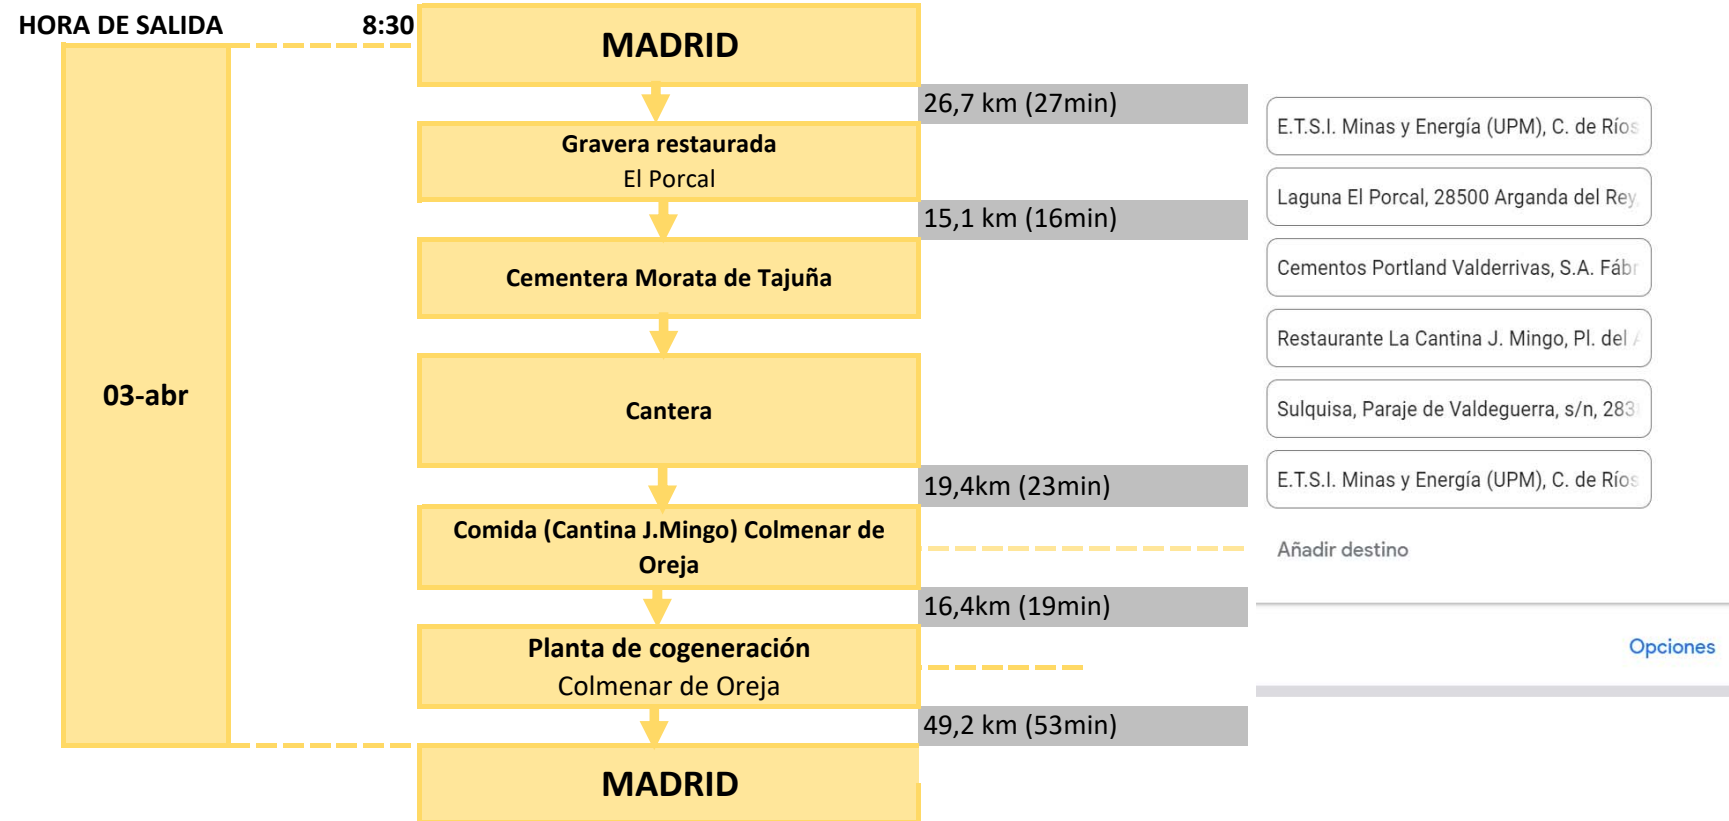 HORA DE SALIDA 8:30
MADRID
26,7 km (27min)
Gravera restaurada
El Porcal
15,1 km (16min)
Cementera Morata de Tajuña
03-abr
Cantera
19,4km (23min)
Comida (Cantina J.Mingo) Colmenar de
Oreja
16,4km (19min)
Planta de cogeneración
Colmenar de Oreja
49,2 km (53min)
MADRID
E.T.S.I. Minas y Energía (UPM), C. de Ríos
Laguna El Porcal, 28500 Arganda del Rey,
Cementos Portland Valderrivas, S.A. Fábr
Restaurante La Cantina J. Mingo, Pl. del
Sulquisa, Paraje de Valdeguerra, s/n, 283
E.T.S.I. Minas y Energía (UPM), C. de Ríos
Añadir destino
Opciones